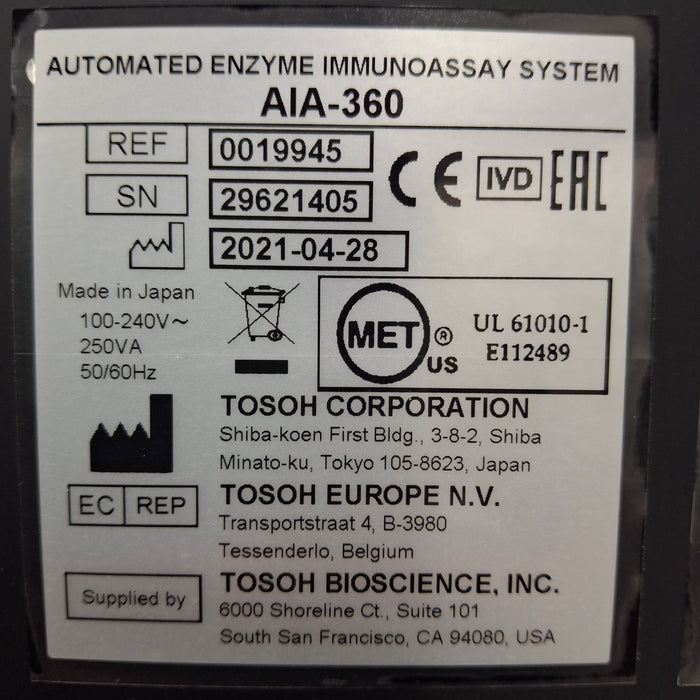 AUTOMATED ENZYME IMMUNOASSAY SYSTEM
AIA-360
REF 0019945
SN 29621405
CE IVD EAC
2021-04-28
Made in Japan
100-240V~
250VA
50/60Hz
MET ® US
UL 61010-1
E112489
TOSOH CORPORATION
Shiba-koen First Bldg., 3-8-2, Shiba
Minato-ku, Tokyo 105-8623, Japan
EC REP
TOSOH EUROPE N.V.
Transportstraat 4, B-3980
Tessenderlo, Belgium
Supplied by
TOSOH BIOSCIENCE, INC.
6000 Shoreline Ct., Suite 101
South San Francisco, CA 94080, USA